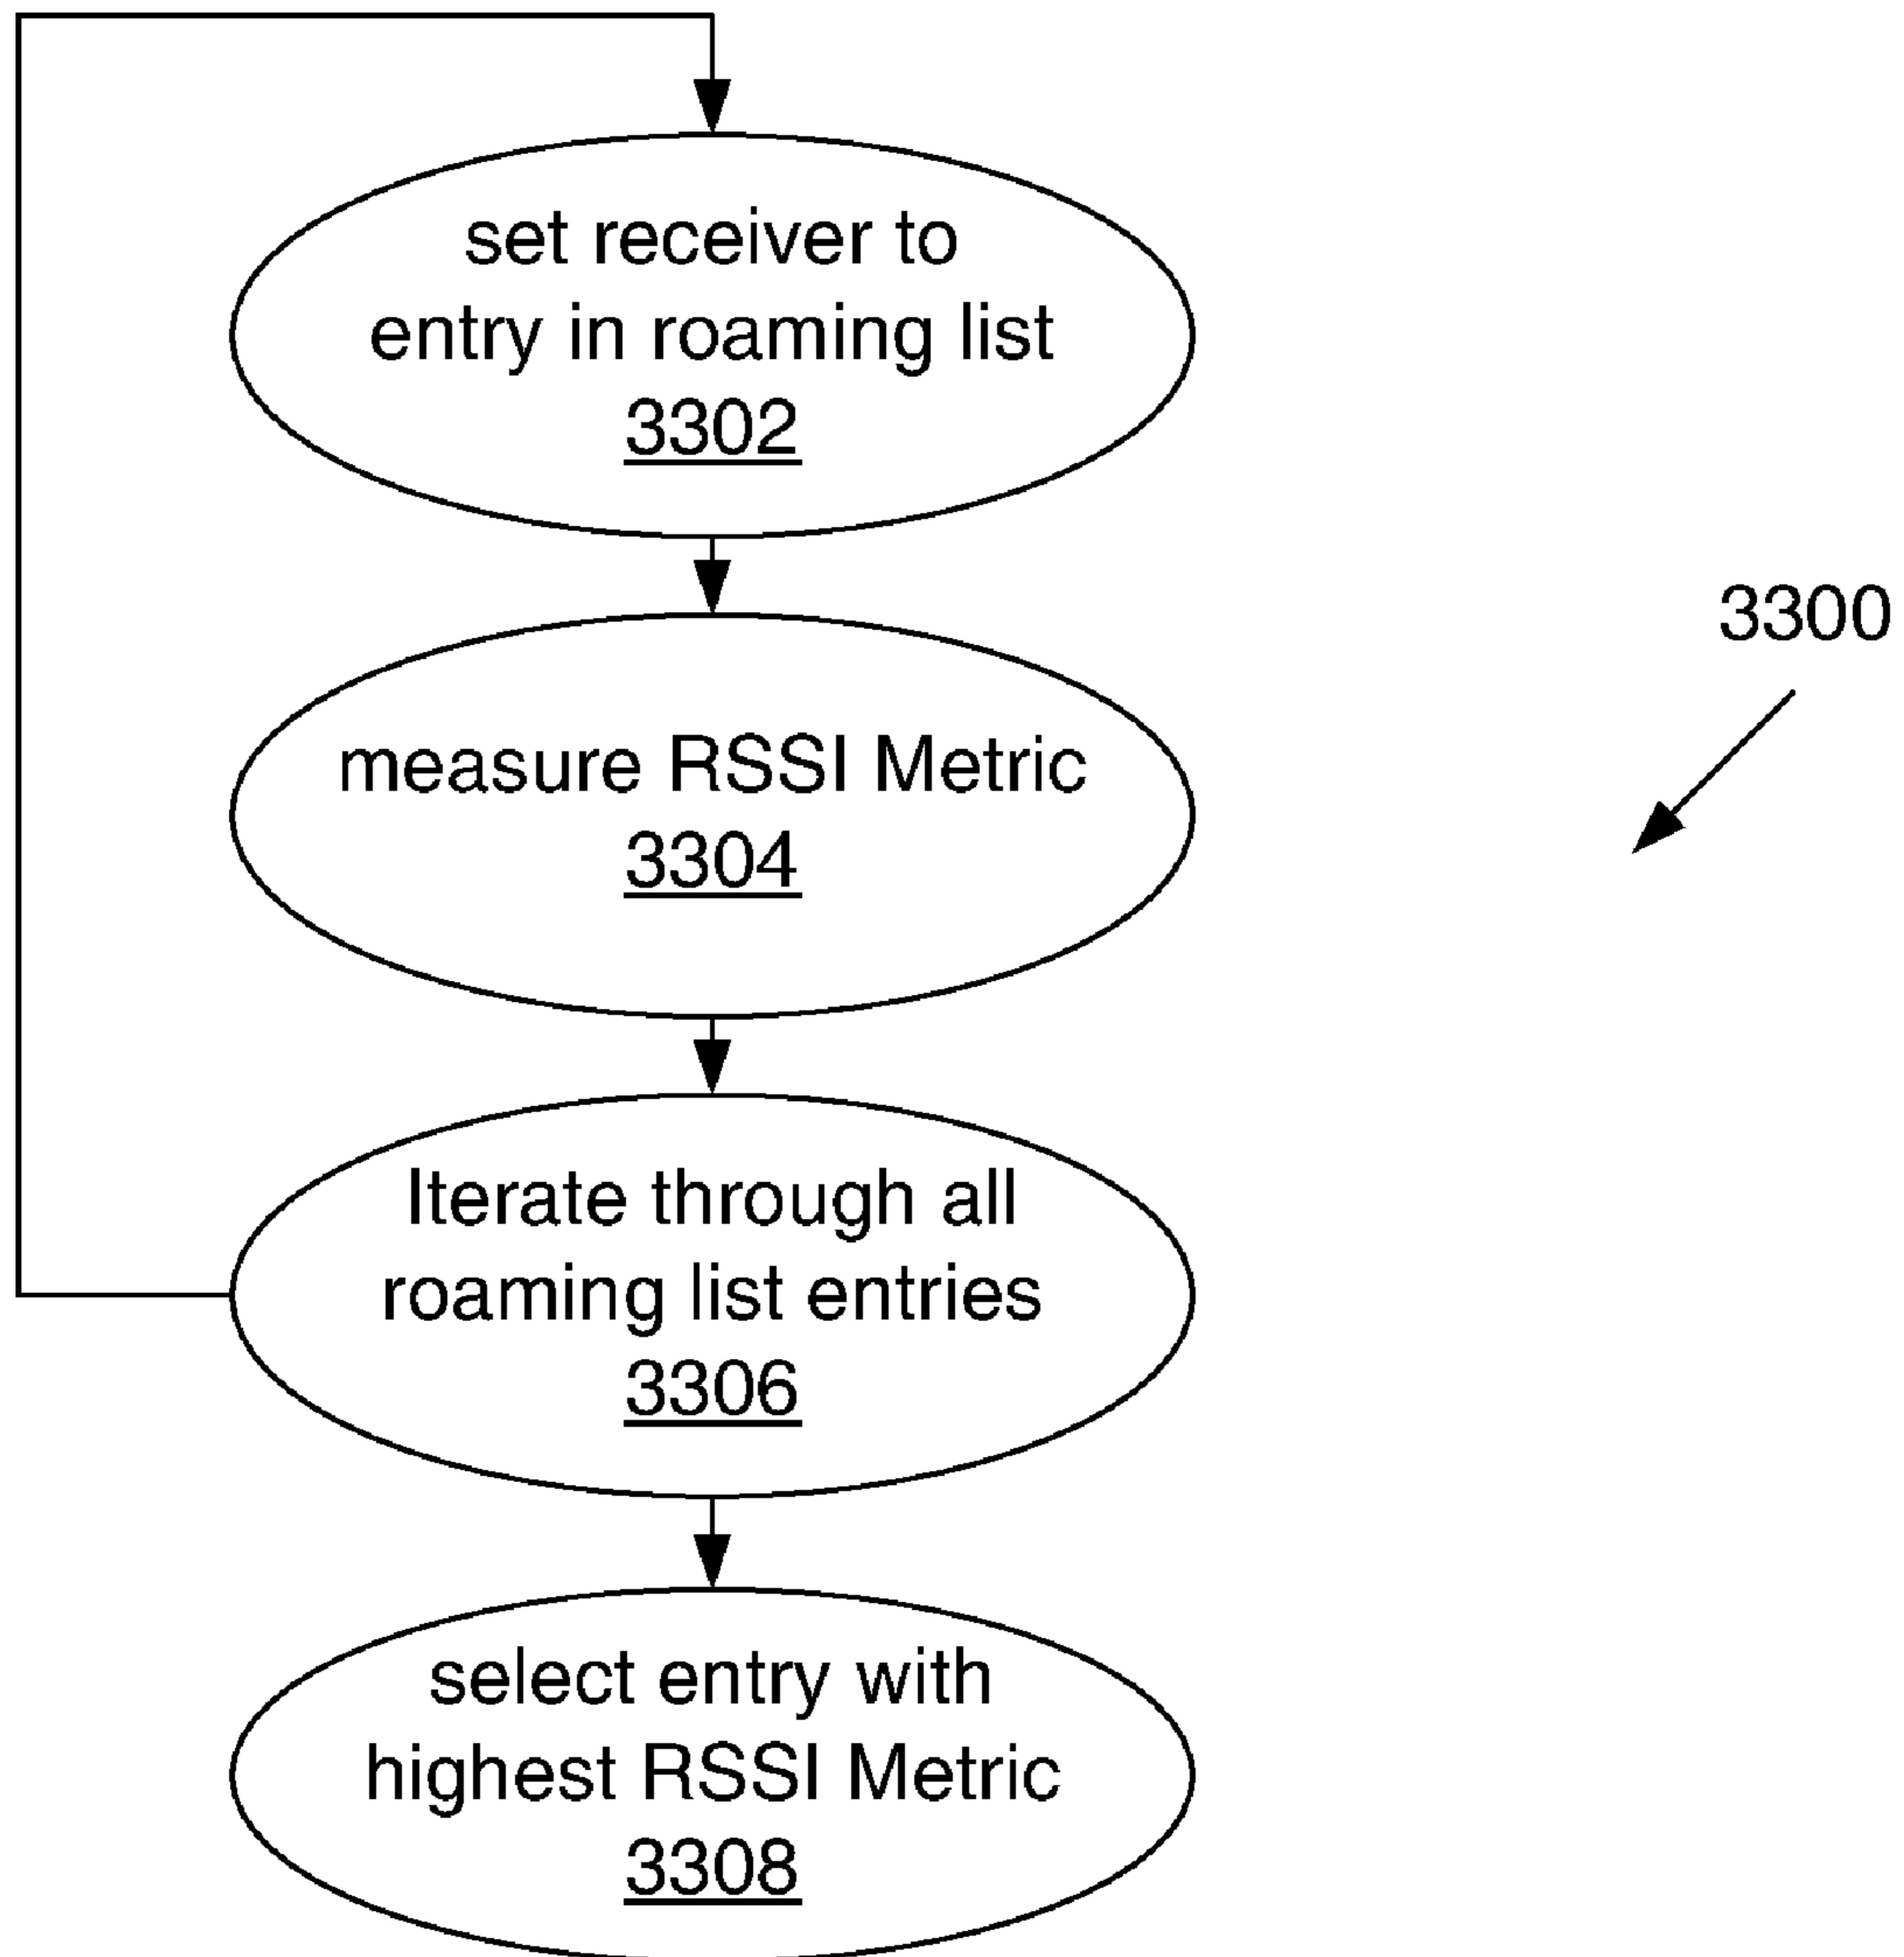 set receiver to
entry in roaming list
3302
3300
measure RSSI Metric
3304
Iterate through all
roaming list entries
3306
select entry with
highest RSSI Metric
3308